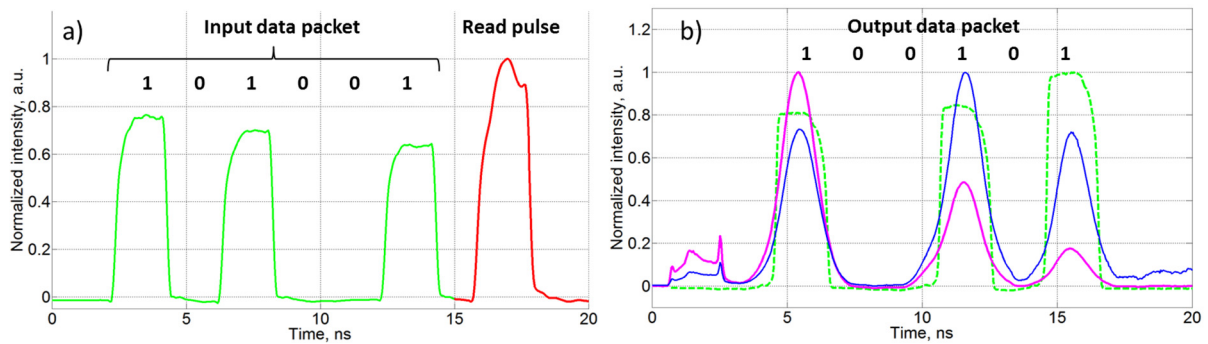 a)
Input data packet
Read pulse
1 0 1 0 0 1
Normalized intensity, a.u.
1
0.8
0.6
0.4
0.2
0
0 5 10 15 20
Time, ns
b)
Output data packet
1 0 0 1 0 1
Normalized intensity, a.u.
1.2
1
0.8
0.6
0.4
0.2
0
0 5 10 15 20
Time, ns